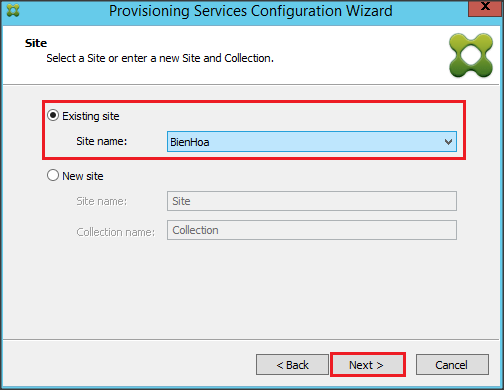 Provisioning Services Configuration Wizard
x
Site
Select a Site or enter a new Site and Collection.
Existing site
Site name: BienHoa
New site
Site name: Site
Collection name: Collection
< Back Next > Cancel